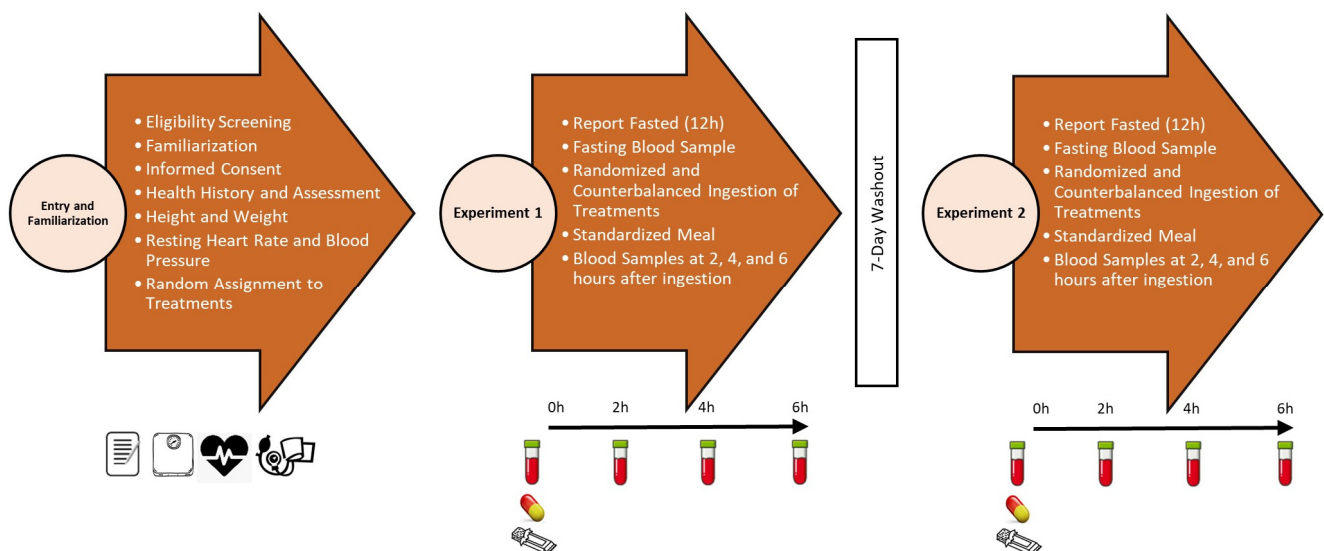 Entry and
Familiarization
• Eligibility Screening
• Familiarization
• Informed Consent
• Health History and Assessment
• Height and Weight
• Resting Heart Rate and Blood
Pressure
• Random Assignment to
Treatments
Experiment 1
• Report Fasted (12h)
• Fasting Blood Sample
• Randomized and
Counterbalanced Ingestion of
Treatments
• Standardized Meal
• Blood Samples at 2, 4, and 6
hours after ingestion
0h 2h 4h 6h
7-Day Washout
Experiment 2
• Report Fasted (12h)
• Fasting Blood Sample
• Randomized and
Counterbalanced Ingestion of
Treatments
• Standardized Meal
• Blood Samples at 2, 4, and 6
hours after ingestion
0h 2h 4h 6h